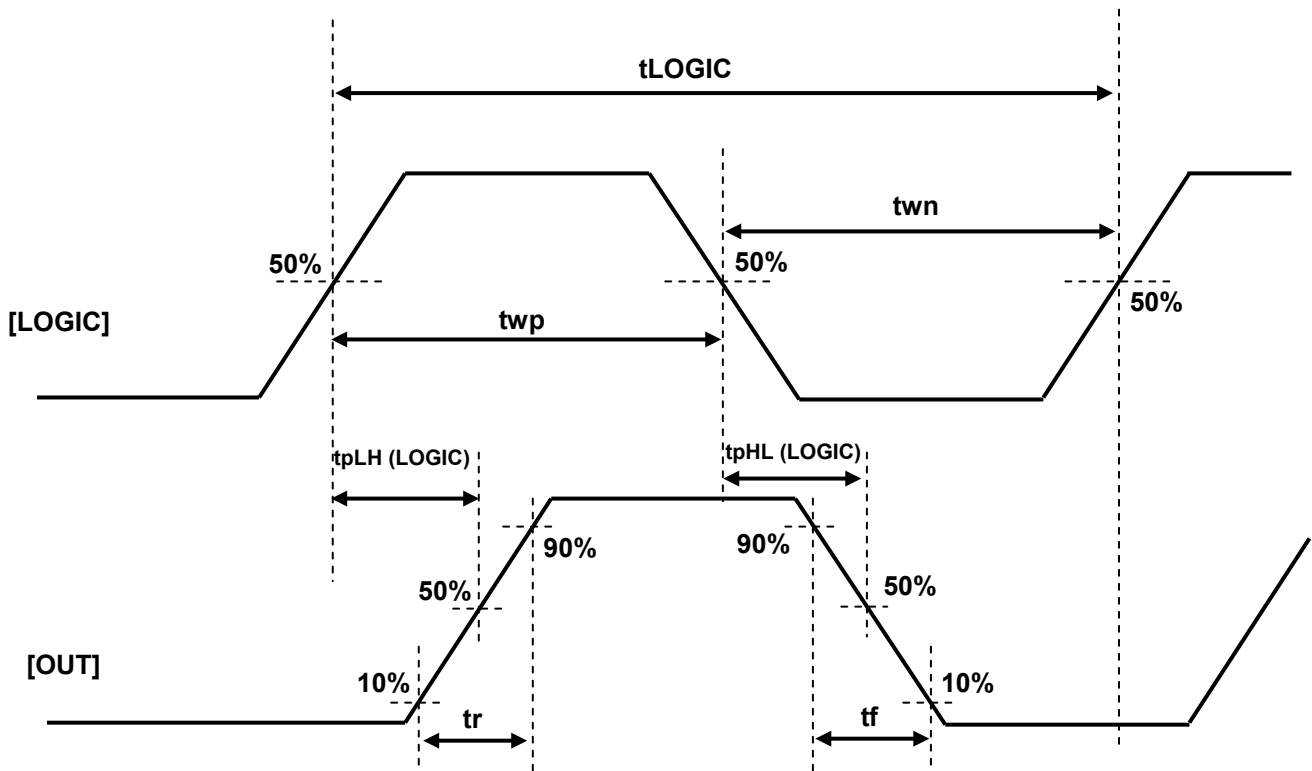 tLOGIC
twn
50%
50%
50%
[LOGIC]
twp
tpLH (LOGIC)
tpHL (LOGIC)
90%
90%
50%
50%
[OUT]
10%
10%
tr
tf